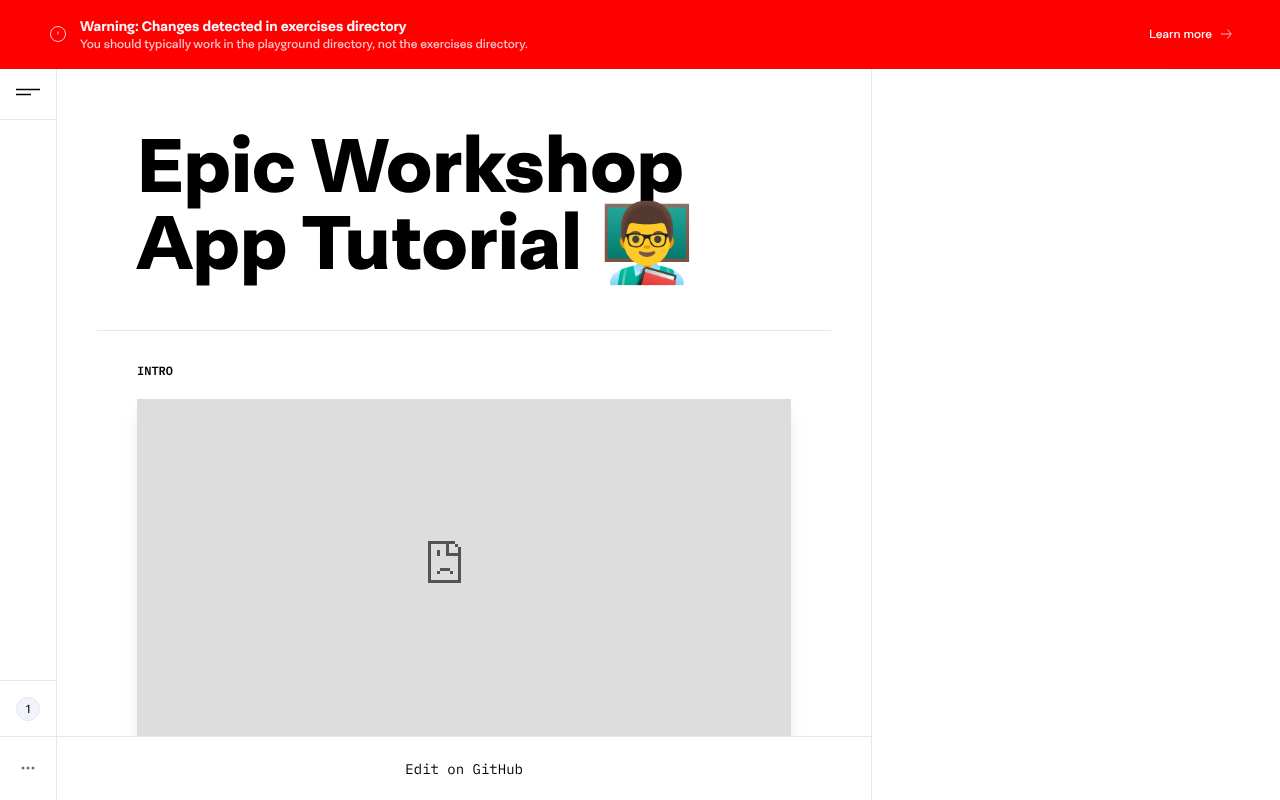 Warning: Changes detected in exercises directory
You should typically work in the playground directory, not the exercises directory.
Learn more →
Epic Workshop
App Tutorial 👨‍🏫
INTRO
1
Edit on GitHub